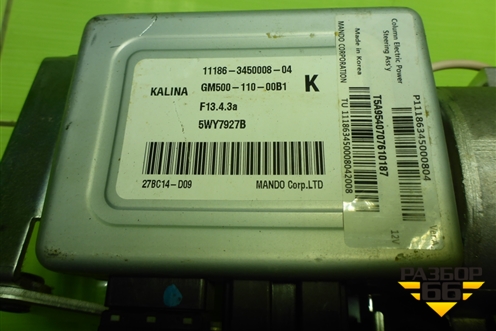 11186-3450008-04
KALINA
GM500-110-00B1
K
F13.4.3a
5WY7927B
27BC14-D09
MANDO Corp.LTD
Column Electric Power
Steering Ass'y
Made in Korea
MANDO CORPORATION
P11186345000804
T5A9540707610187
TU 111863450008042008
12V
РАЗБОР
66